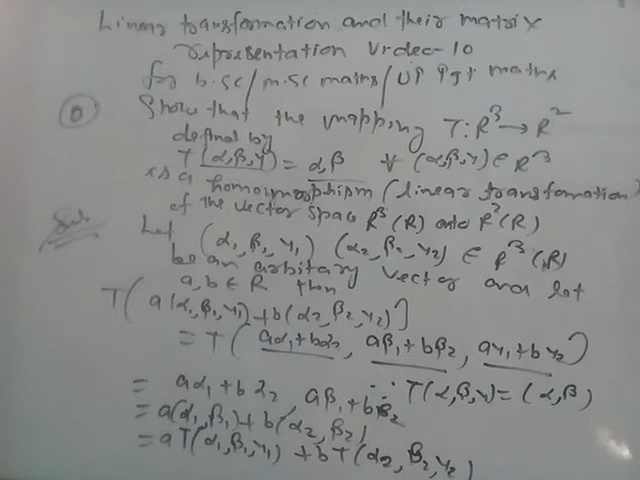 Linear transformation and their matrix
representation Video-10
for b.sc/m.sc maths/UP Pgt maths
Q Show that the mapping T: R³ → R²
defined by
T(α,β,γ) = α,β ∀ (α,β,γ) ∈ R³
is a homomorphism (linear transformation)
of the vector space R³(R) onto R²(R)
Sol. Let (α₁, β₁, γ₁) (α₂, β₂, γ₂) ∈ R³(R)
be an arbitary vector and let
a, b ∈ R then
T(a(α₁,β₁,γ₁)+b(α₂,β₂,γ₂)]
= T(aα₁+bα₂, aβ₁+bβ₂, aγ₁+bγ₂)
= aα₁+bα₂, aβ₁+bβ₂ ∵ T(α,β,γ)=(α,β)
= a(α₁,β₁)+b(α₂,β₂)
= aT(α₁,β₁,γ₁) +bT(α₂,β₂,γ₂)